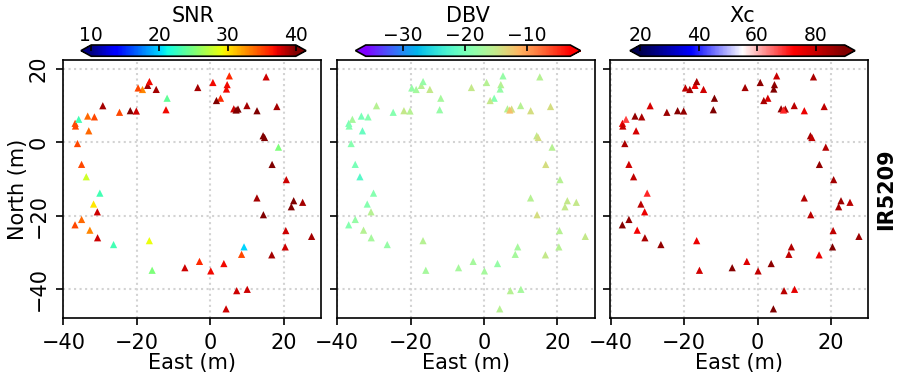 SNR DBV Xc
10 20 30 40 −30 −20 −10 20 40 60 80
20
0
−20
−40
North (m)
IR5209
−40 −20 0 20 −40 −20 0 20 −40 −20 0 20
East (m) East (m) East (m)